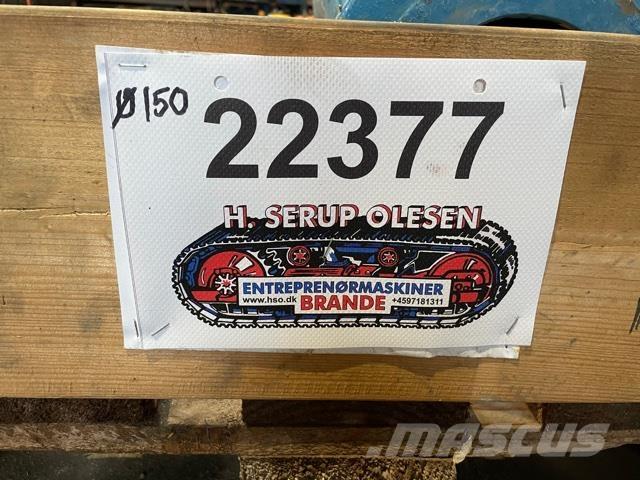 Ø150
22377
H. SERUP OLESEN
ENTREPRENØRMASKINER
www.hso.dk BRANDE +4597181311
MASCUS